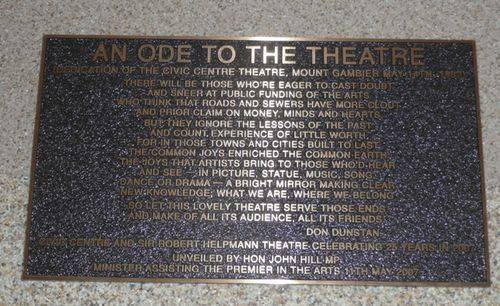 AN ODE TO THE THEATRE
(DEDICATION OF THE CIVIC CENTRE THEATRE, MOUNT GAMBIER MAY 14TH,
THERE WILL BE THOSE WHO'RE EAGER TO CAST DOUBT
AND SNEER AT PUBLIC FUNDING OF THE ARTS
WHO THINK THAT ROADS AND SEWERS HAVE MORE CLOUT
AND PRIOR CLAIM ON MONEY, MINDS AND HEARTS,
BUT THEY IGNORE THE LESSONS OF THE PAST
AND COUNT, EXPERIENCE OF LITTLE WORTH,
FOR IN THOSE TOWNS AND CITIES BUILT TO LAST
THE COMMON JOYS ENRICHED THE COMMON EARTH,
THE JOYS THAT ARTISTS BRING TO THOSE WHO'D HEAR
AND SEE — IN PICTURE, STATUE, MUSIC, SONG,
DANCE OR DRAMA — A BRIGHT MIRROR MAKING CLEAR
NEW KNOWLEDGE, WHAT WE ARE, WHERE WE BELONG
SO LET THIS LOVELY THEATRE SERVE THOSE ENDS
AND MAKE OF ALL ITS AUDIENCE, ALL ITS FRIENDS.
DON DUNSTAN
CIVIC CENTRE AND SIR ROBERT HELPMANN THEATRE CELEBRATING 25 YEARS IN 2007
UNVEILED BY HON JOHN HILL MP
MINISTER ASSISTING THE PREMIER IN THE ARTS 11TH MAY 2007